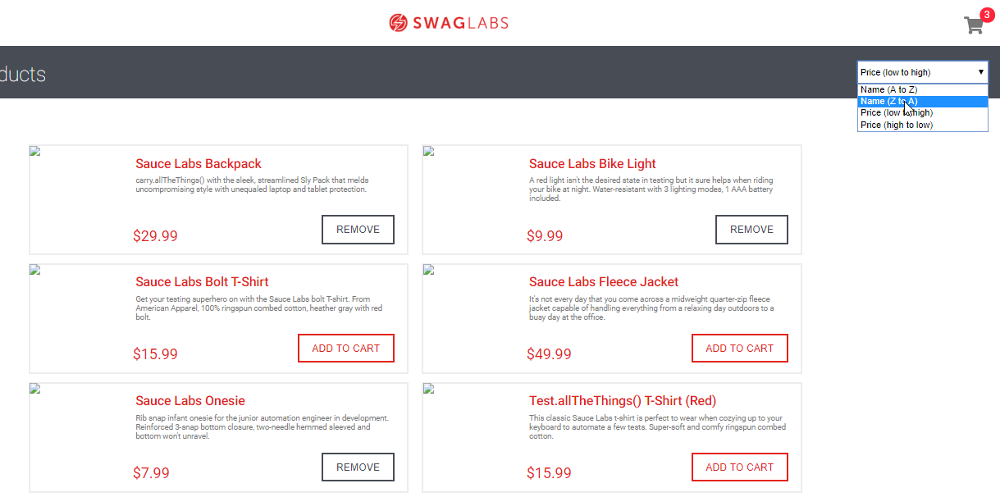 SWAGLABS
3
ducts
Price (low to high)
Name (A to Z)
Name (Z to A)
Price (low to high)
Price (high to low)
Sauce Labs Backpack
carry.allTheThings() with the sleek, streamlined Sly Pack that melds
uncompromising style with unequaled laptop and tablet protection.
$29.99
REMOVE
Sauce Labs Bike Light
A red light isn't the desired state in testing but it sure helps when riding
your bike at night. Water-resistant with 3 lighting modes, 1 AAA battery
included.
$9.99
REMOVE
Sauce Labs Bolt T-Shirt
Get your testing superhero on with the Sauce Labs bolt T-shirt. From
American Apparel, 100% ringspun combed cotton, heather gray with red
bolt.
$15.99
ADD TO CART
Sauce Labs Fleece Jacket
It's not every day that you come across a midweight quarter-zip fleece
jacket capable of handling everything from a relaxing day outdoors to a
busy day at the office.
$49.99
ADD TO CART
Sauce Labs Onesie
Rib snap infant onesie for the junior automation engineer in development.
Reinforced 3-snap bottom closure, two-needle hemmed sleeved and
bottom won't unravel.
$7.99
REMOVE
Test.allTheThings() T-Shirt (Red)
This classic Sauce Labs t-shirt is perfect to wear when cozying up to your
keyboard to automate a few tests. Super-soft and comfy ringspun combed
cotton.
$15.99
ADD TO CART